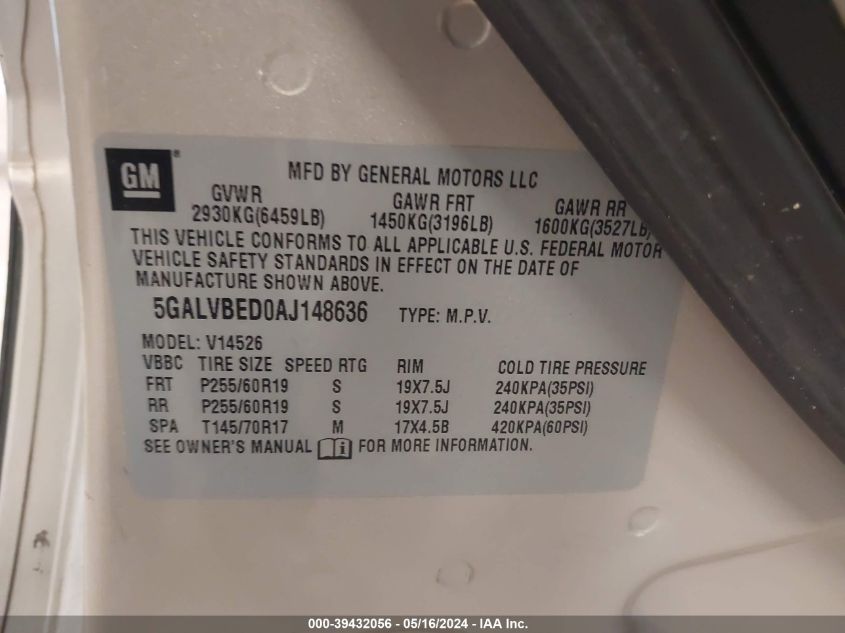 GM®
MFD BY GENERAL MOTORS LLC
GVWR GAWR FRT GAWR RR
2930KG(6459LB) 1450KG(3196LB) 1600KG(3527LB)
THIS VEHICLE CONFORMS TO ALL APPLICABLE U.S. FEDERAL MOTOR
VEHICLE SAFETY STANDARDS IN EFFECT ON THE DATE OF
MANUFACTURE SHOWN ABOVE.
5GALVBED0AJ148636 TYPE: M.P.V.
MODEL: V14526
VBBC TIRE SIZE SPEED RTG RIM COLD TIRE PRESSURE
FRT P255/60R19 S 19X7.5J 240KPA(35PSI)
RR P255/60R19 S 19X7.5J 240KPA(35PSI)
SPA T145/70R17 M 17X4.5B 420KPA(60PSI)
SEE OWNER'S MANUAL i FOR MORE INFORMATION.
000-39432056 - 05/16/2024 - IAA Inc.